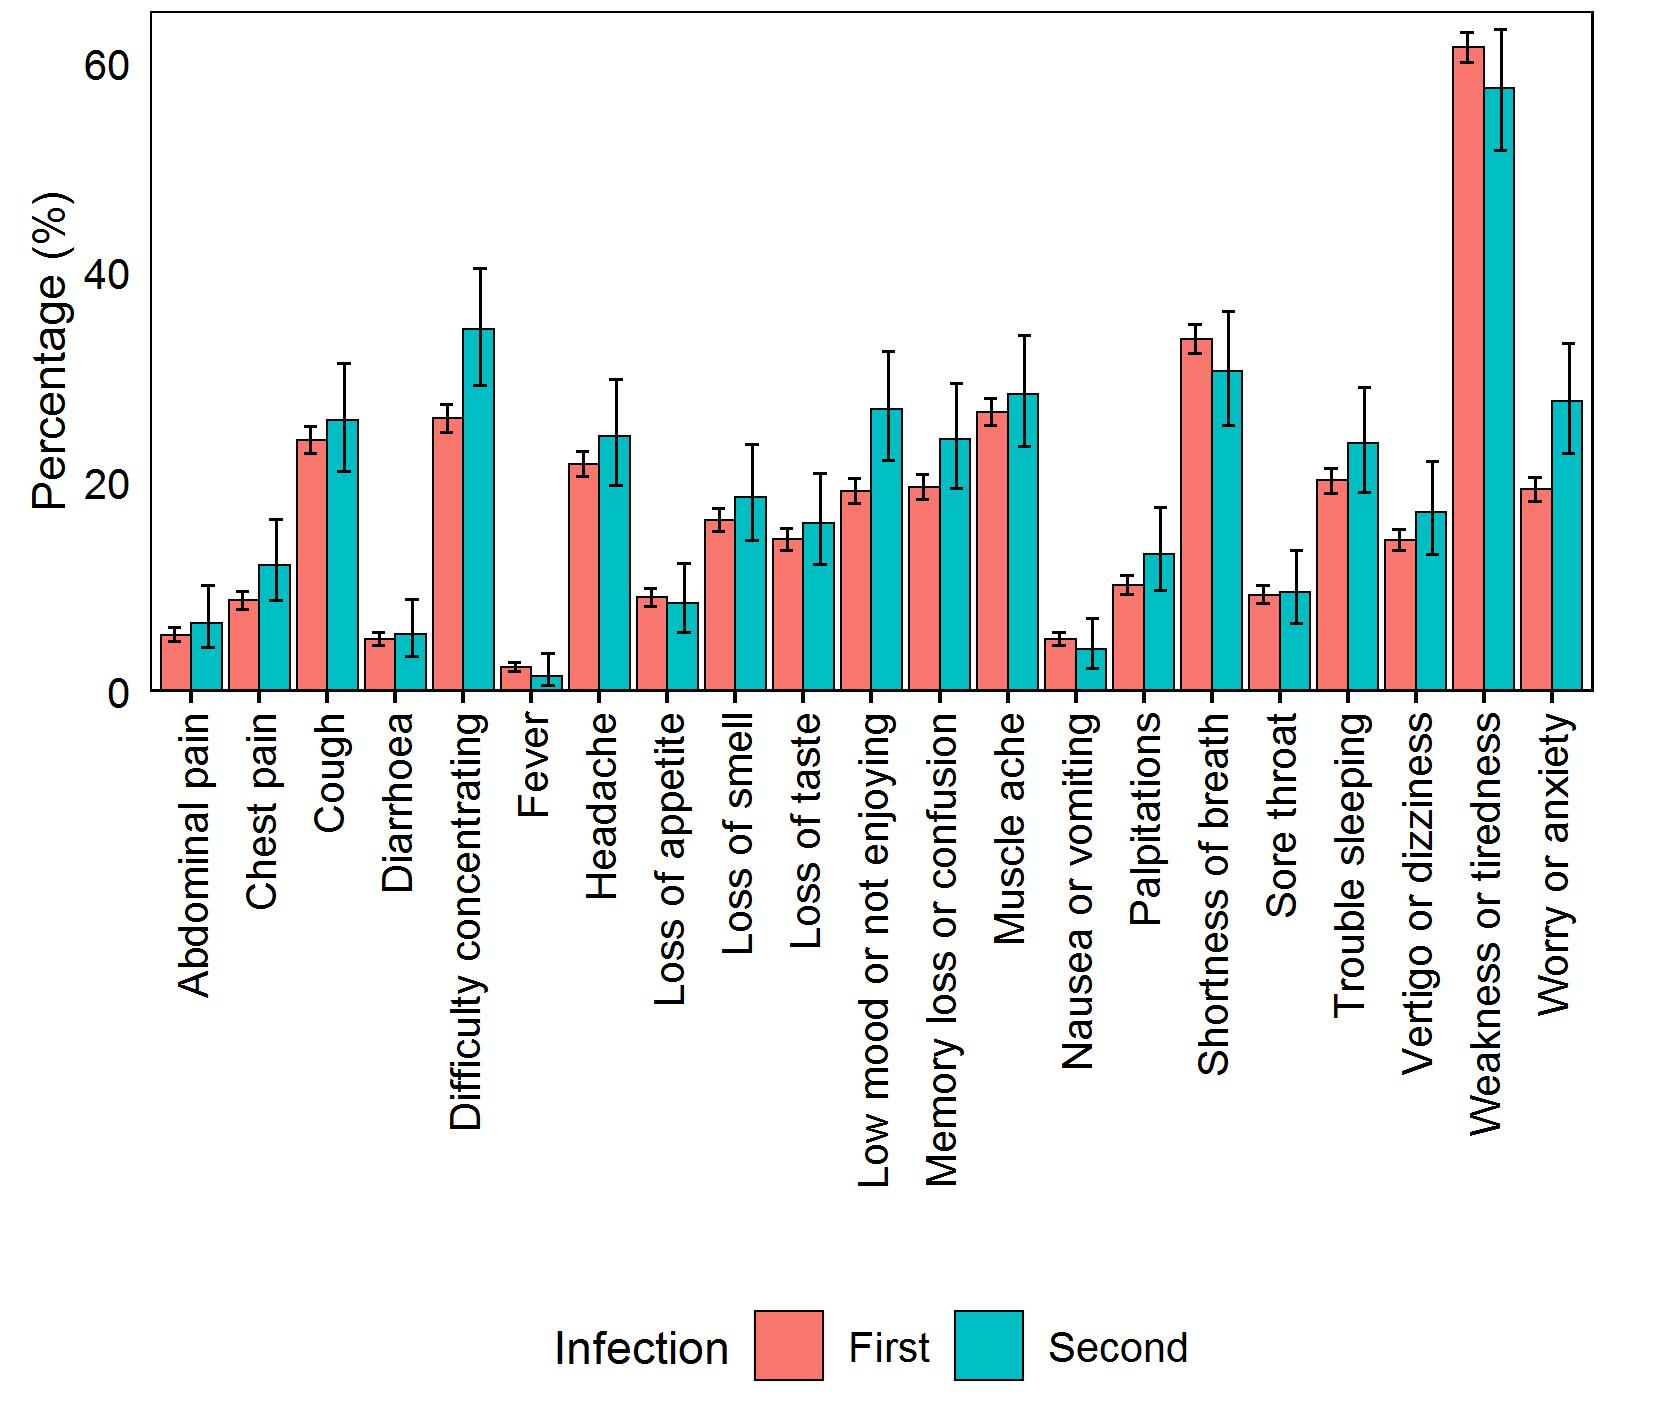 Percentage (%)
60
40
20
0
Abdominal pain
Chest pain
Cough
Diarrhoea
Difficulty concentrating
Fever
Headache
Loss of appetite
Loss of smell
Loss of taste
Low mood or not enjoying
Memory loss or confusion
Muscle ache
Nausea or vomiting
Palpitations
Shortness of breath
Sore throat
Trouble sleeping
Vertigo or dizziness
Weakness or tiredness
Worry or anxiety
Infection First Second